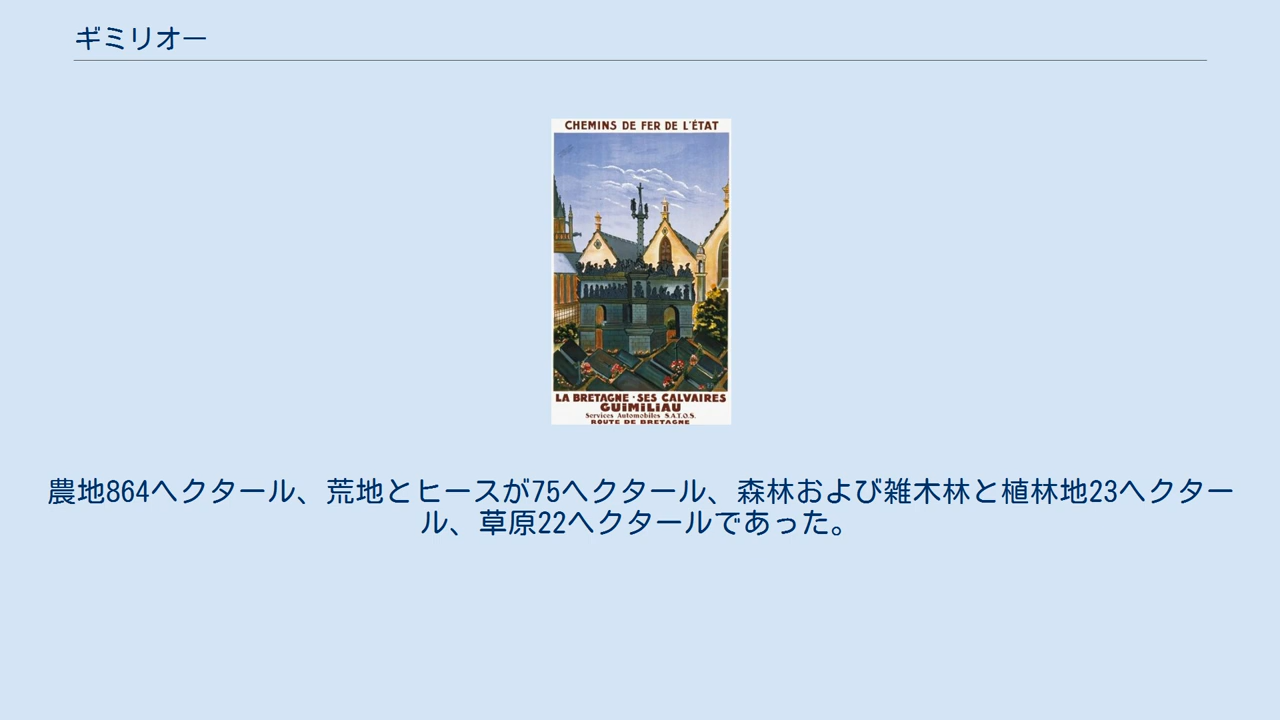 ギミリオー
CHEMINS DE FER DE L'ÉTAT
LA BRETAGNE · SES CALVAIRES
GUIMILIAU
Services Automobiles S.A.T.O.S.
ROUTE DE BRETAGNE
農地864ヘクタール、荒地とヒースが75ヘクタール、森林および雑木林と植林地23ヘクター
ル、草原22ヘクタールであった。